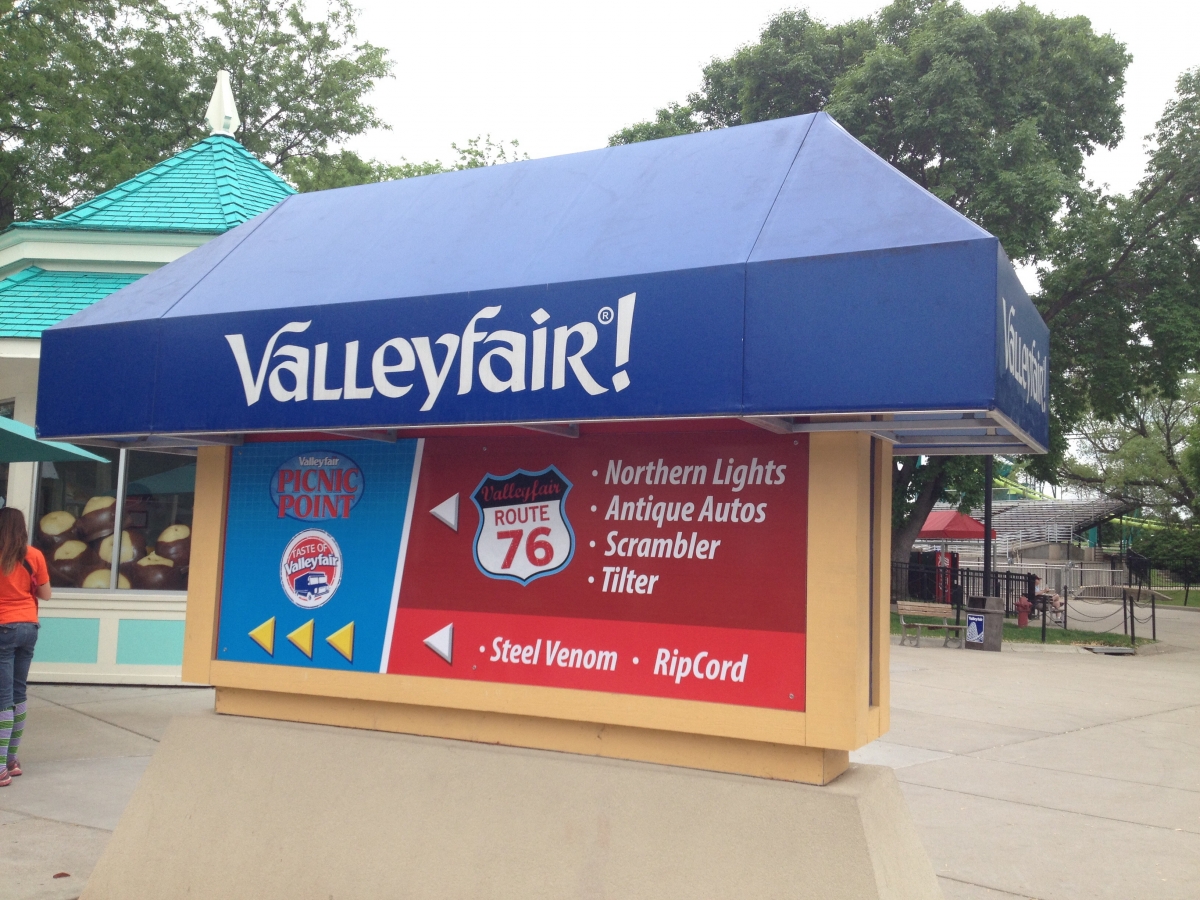 Valleyfair®!
Valleyfair!
Valleyfair
PICNIC
POINT
TASTE OF
Valleyfair
Valleyfair
ROUTE
76
• Northern Lights
• Antique Autos
• Scrambler
• Tilter
• Steel Venom • RipCord
Valleyfair